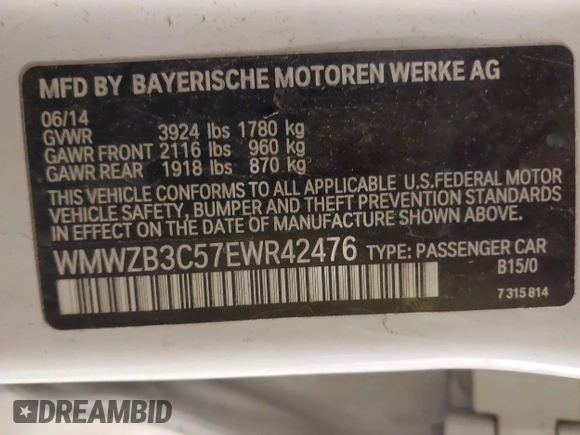 MFD BY BAYERISCHE MOTOREN WERKE AG
06/14
GVWR 3924 lbs 1780 kg
GAWR FRONT 2116 lbs 960 kg
GAWR REAR 1918 lbs 870 kg
THIS VEHICLE CONFORMS TO ALL APPLICABLE U.S.FEDERAL MOTOR
VEHICLE SAFETY, BUMPER AND THEFT PREVENTION STANDARDS
IN EFFECT ON THE DATE OF MANUFACTURE SHOWN ABOVE.
WMWZB3C57EWR42476 TYPE: PASSENGER CAR
B15/0
7 315 814
DREAMBID